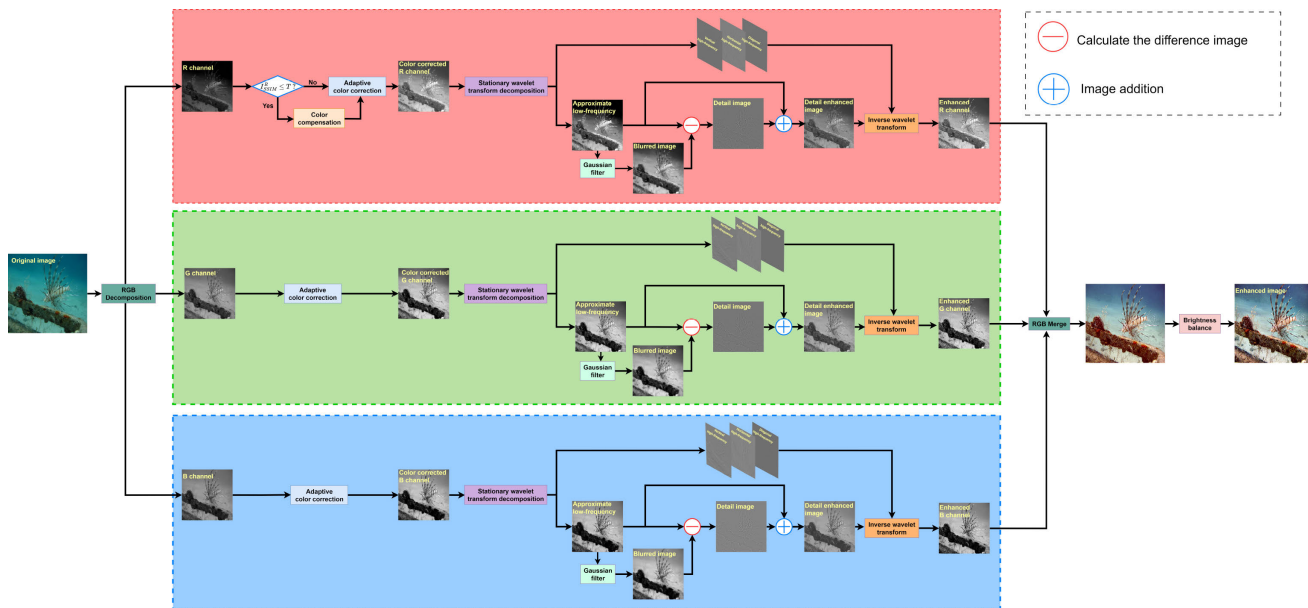 Calculate the difference image
Image addition
R channel
I^R_SSIM ≤ T ?
No
Yes
Adaptive
color correction
Color
compensation
Color corrected
R channel
Stationary wavelet
transform decomposition
Approximate
low-frequency
Gaussian
filter
Blurred image
Detail image
Detail enhanced
image
Inverse wavelet
transform
Enhanced
R channel
Original image
RGB
Decomposition
G channel
Adaptive
color correction
Color corrected
G channel
Stationary wavelet
transform decomposition
Approximate
low-frequency
Gaussian
filter
Blurred image
Detail image
Detail enhanced
image
Inverse wavelet
transform
Enhanced
G channel
RGB Merge
Brightness
balance
Enhanced image
B channel
Adaptive
color correction
Color corrected
B channel
Stationary wavelet
transform decomposition
Approximate
low-frequency
Gaussian
filter
Blurred image
Detail image
Detail enhanced
image
Inverse wavelet
transform
Enhanced
B channel